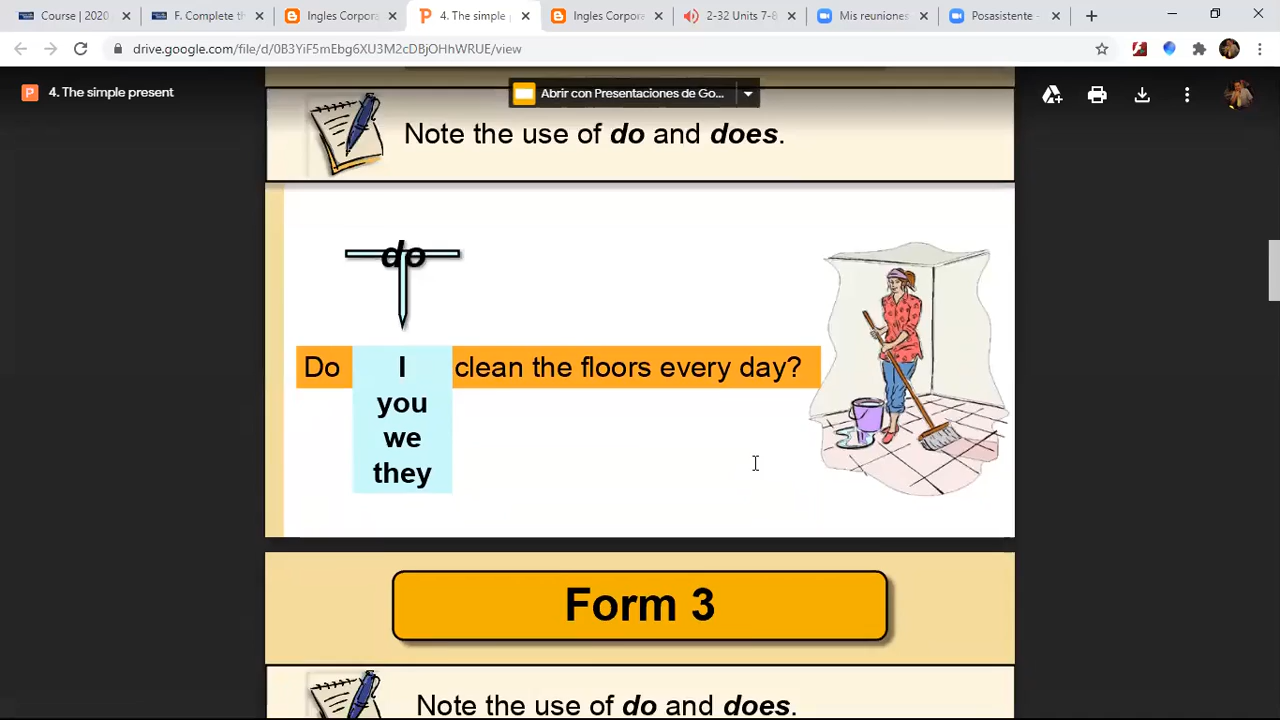 Course | 2020
F. Complete th
Ingles Corpora
4. The simple p
Ingles Corpora
2-32 Units 7-8
Mis reuniones
Posasistente -
drive.google.com/file/d/0B3YiF5mEbg6XU3M2cDBjOHhWRUE/view
4. The simple present
Abrir con Presentaciones de Go...
Note the use of do and does.
do
Do I clean the floors every day?
you
we
they
Form 3
Note the use of do and does.